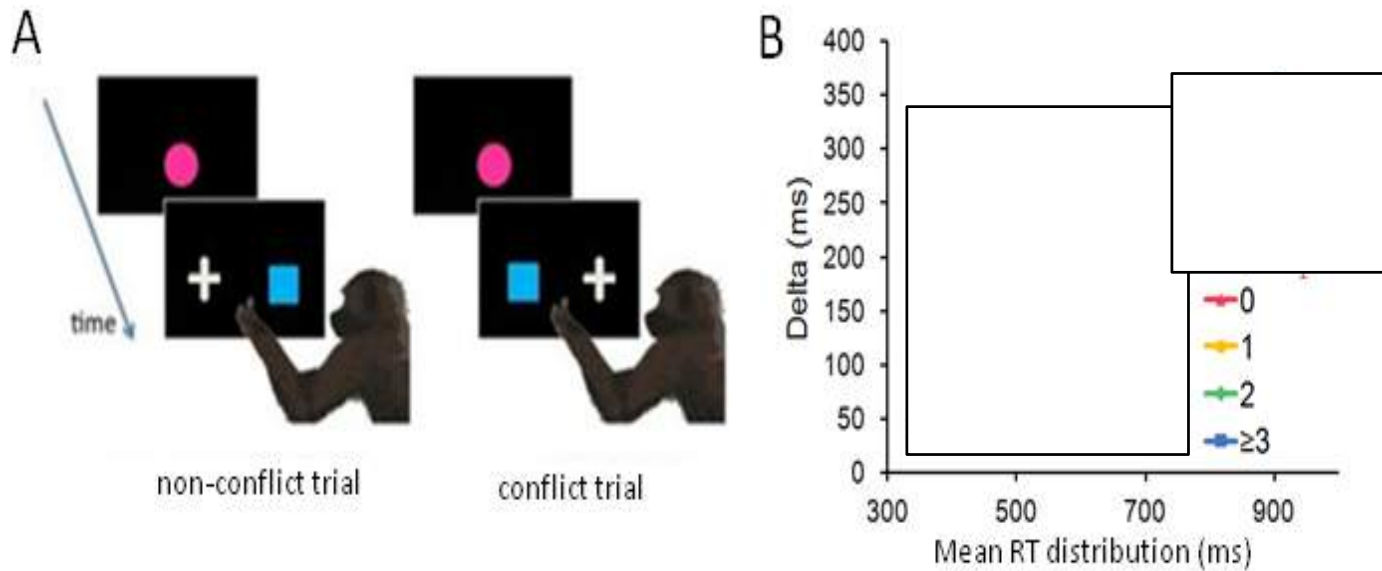 A
time
non-conflict trial
conflict trial
B
Delta (ms)
400
350
300
250
200
150
100
50
0
300
500
700
900
Mean RT distribution (ms)
0
1
2
≥3